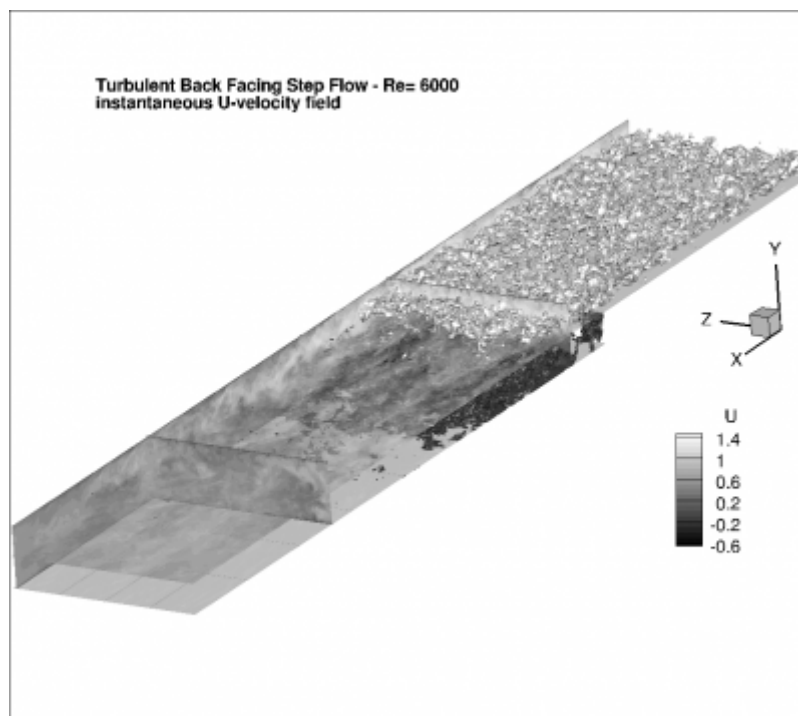 Turbulent Back Facing Step Flow - Re= 6000
instantaneous U-velocity field
Y
Z
X
U
1.4
1
0.6
0.2
-0.2
-0.6